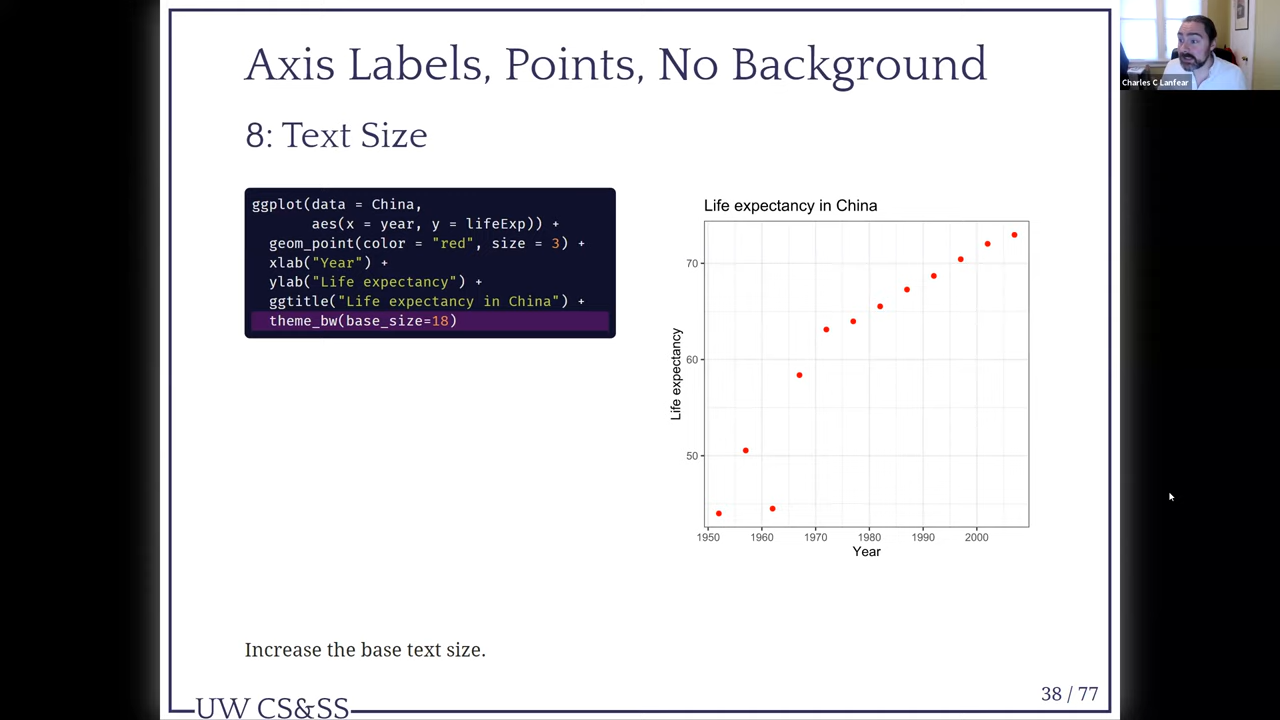 Axis Labels, Points, No Background
8: Text Size
ggplot(data = China,
aes(x = year, y = lifeExp)) +
geom_point(color = "red", size = 3) +
xlab("Year") +
ylab("Life expectancy") +
ggtitle("Life expectancy in China") +
theme_bw(base_size=18)
Life expectancy in China
Life expectancy
70
60
50
1950 1960 1970 1980 1990 2000
Year
Increase the base text size.
UW CS&SS
38 / 77
Charles C Lanfear